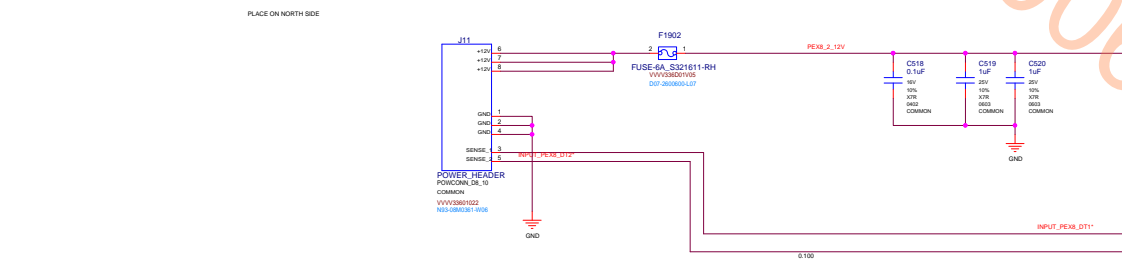 PLACE ON NORTH SIDE
J11
+12V 6
+12V 7
+12V 8
GND 1
GND 2
GND 4
SENSE_1 3
SENSE_2 5
INPUT_PEX8_DT2*
POWER_HEADER
POWCONN_D8_10
COMMON
VVVV33601022
N93-08M0361-W06
GND
F1902
2 1
FUSE-6A_S321611-RH
VVVV336D01V05
D07-2600600-L07
PEX8_2_12V
C518
0.1uF
16V
10%
X7R
0402
COMMON
C519
1uF
25V
10%
X7R
0603
COMMON
C520
1uF
25V
10%
X7R
0603
COMMON
GND
INPUT_PEX8_DT1*
0.100